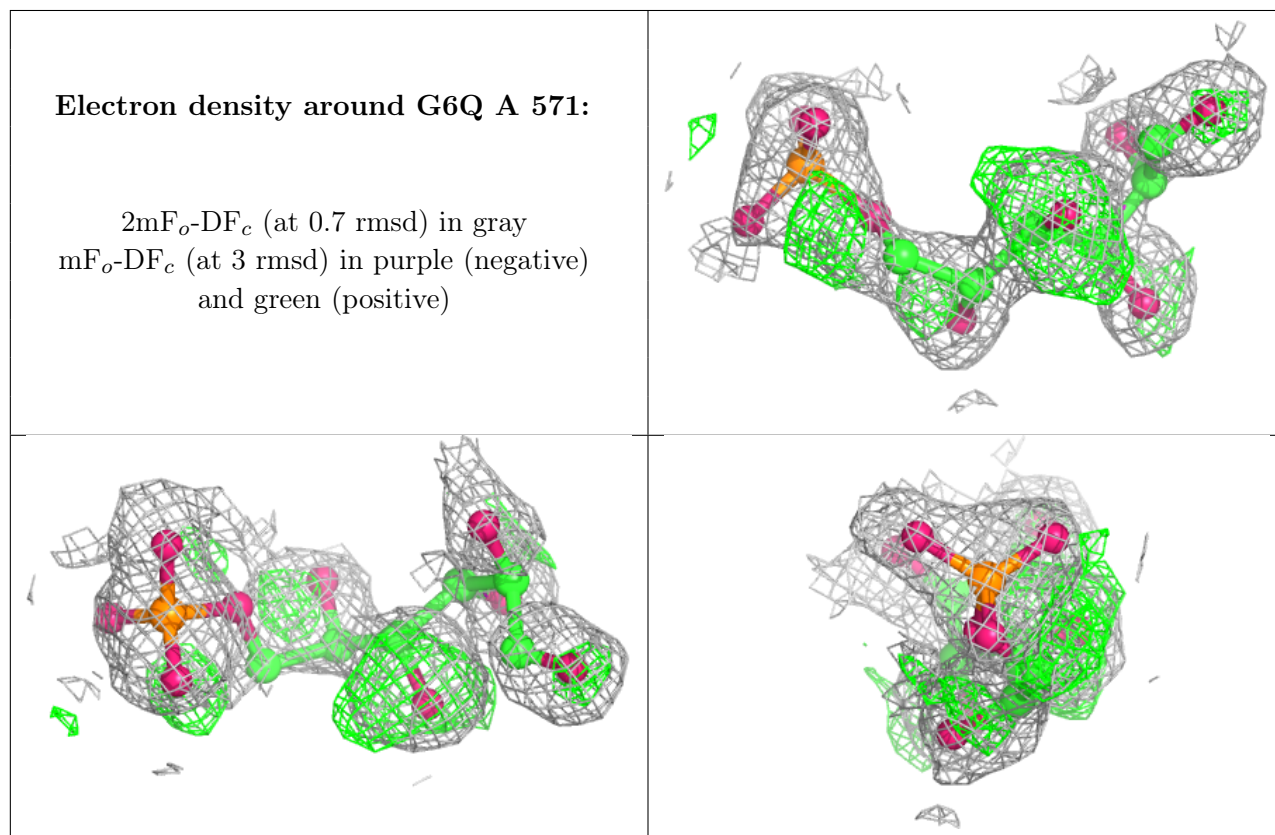 Electron density around G6Q A 571:
2mFo-DFc (at 0.7 rmsd) in gray
mFo-DFc (at 3 rmsd) in purple (negative)
and green (positive)